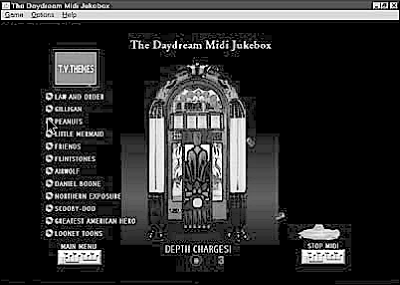 The Daydream Midi Jukebox
Game Options Help
The Daydream Midi Jukebox
T.V.THEMES
LAW AND ORDER
GILLIGAN
PEANUTS
LITTLE MERMAID
FRIENDS
FLINTSTONES
AIRWOLF
DANIEL BOONE
NORTHERN EXPOSURE
SCOOBY-DOO
GREATEST AMERICAN HERO
LOONEY TOONS
MAIN MENU
DEPTH CHARGES!
3
STOP MIDI